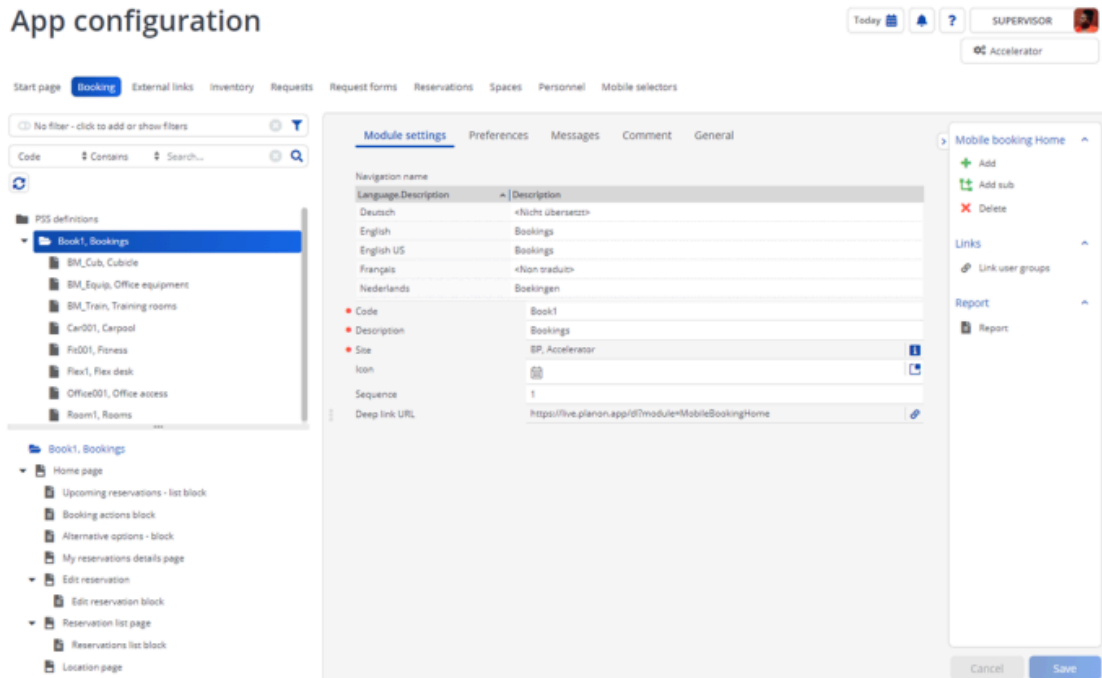 App configuration
Today
?
SUPERVISOR
Accelerator
Start page Booking External links Inventory Requests Request forms Reservations Spaces Personnel Mobile selectors
No filter - click to add or show filters
Code Contains Search...
PSS definitions
Book1, Bookings
BM_Cub, Cubicle
BM_Equip, Office equipment
BM_Train, Training rooms
Car001, Carpool
Fit001, Fitness
Flex1, Flex desk
Office001, Office access
Room1, Rooms
Book1, Bookings
Home page
Upcoming reservations - list block
Booking actions block
Alternative options - block
My reservations details page
Edit reservation
Edit reservation block
Reservation list page
Reservations list block
Location page
Module settings Preferences Messages Comment General
Navigation name
Language.Description Description
Deutsch <Nicht übersetzt>
English Bookings
English US Bookings
Français <Non traduit>
Nederlands Boekingen
Code Book1
Description Bookings
Site BP, Accelerator
Icon
Sequence 1
Deep link URL https://live.planon.app/dl?module=MobileBookingHome
Mobile booking Home
Add
Add sub
Delete
Links
Link user groups
Report
Report
Cancel Save